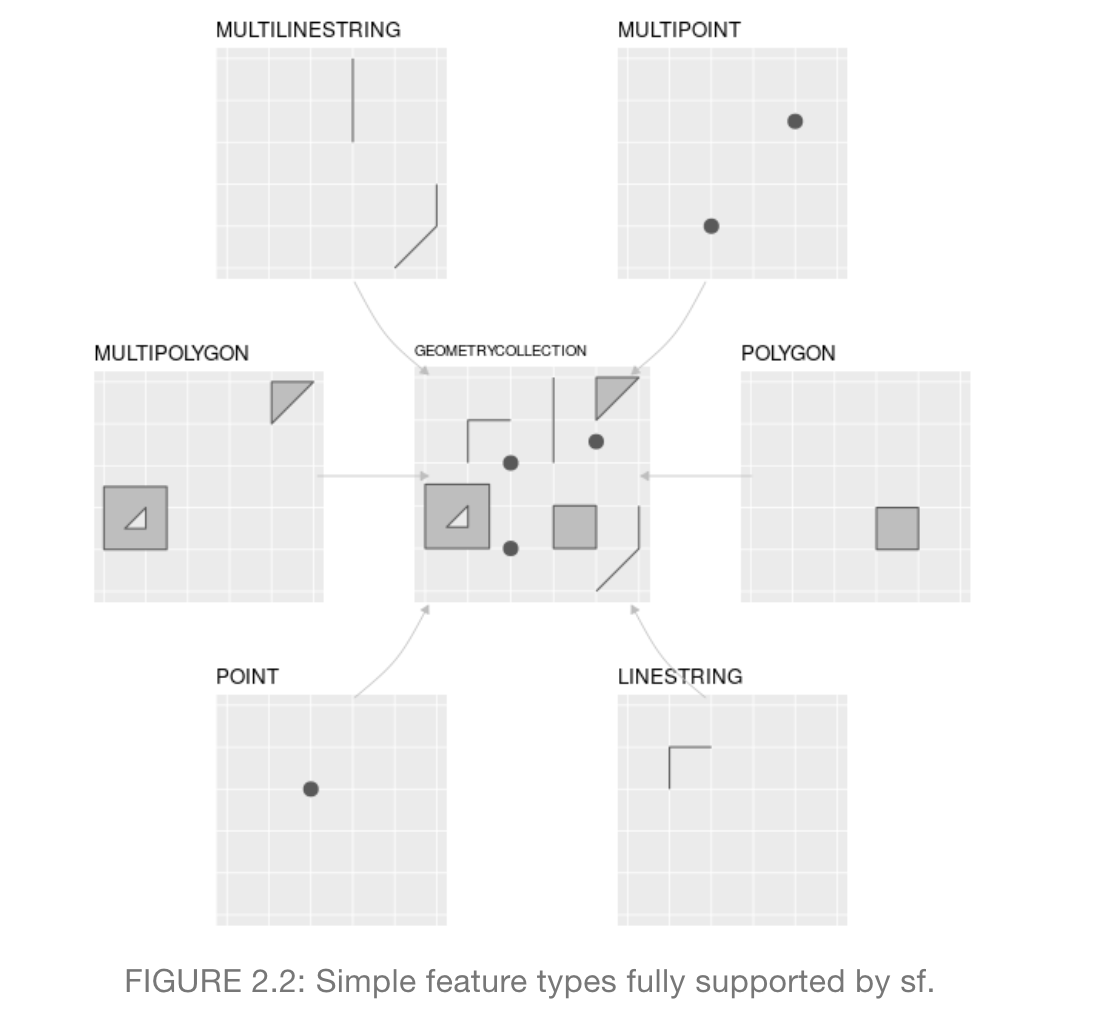 MULTILINESTRING
MULTIPOINT
MULTIPOLYGON
GEOMETRYCOLLECTION
POLYGON
POINT
LINESTRING
FIGURE 2.2: Simple feature types fully supported by sf.